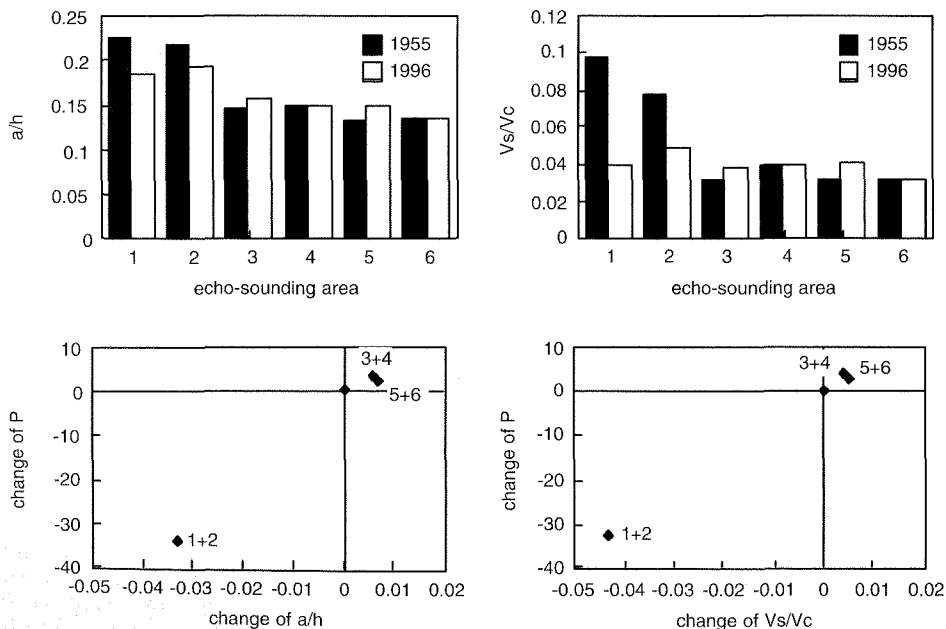 0.25
0.2
0.15
0.1
0.05
0
a/h
1955
1996
1 2 3 4 5 6
echo-sounding area
0.12
0.1
0.08
0.06
0.04
0.02
0
Vs/Vc
1955
1996
1 2 3 4 5 6
echo-sounding area
10
0
-10
-20
-30
-40
change of P
3+4
5+6
1+2
-0.05 -0.04 -0.03 -0.02 -0.01 0 0.01 0.02
change of a/h
10
0
-10
-20
-30
-40
change of P
3+4
5+6
1+2
-0.05 -0.04 -0.03 -0.02 -0.01 0 0.01 0.02
change of Vs/Vc